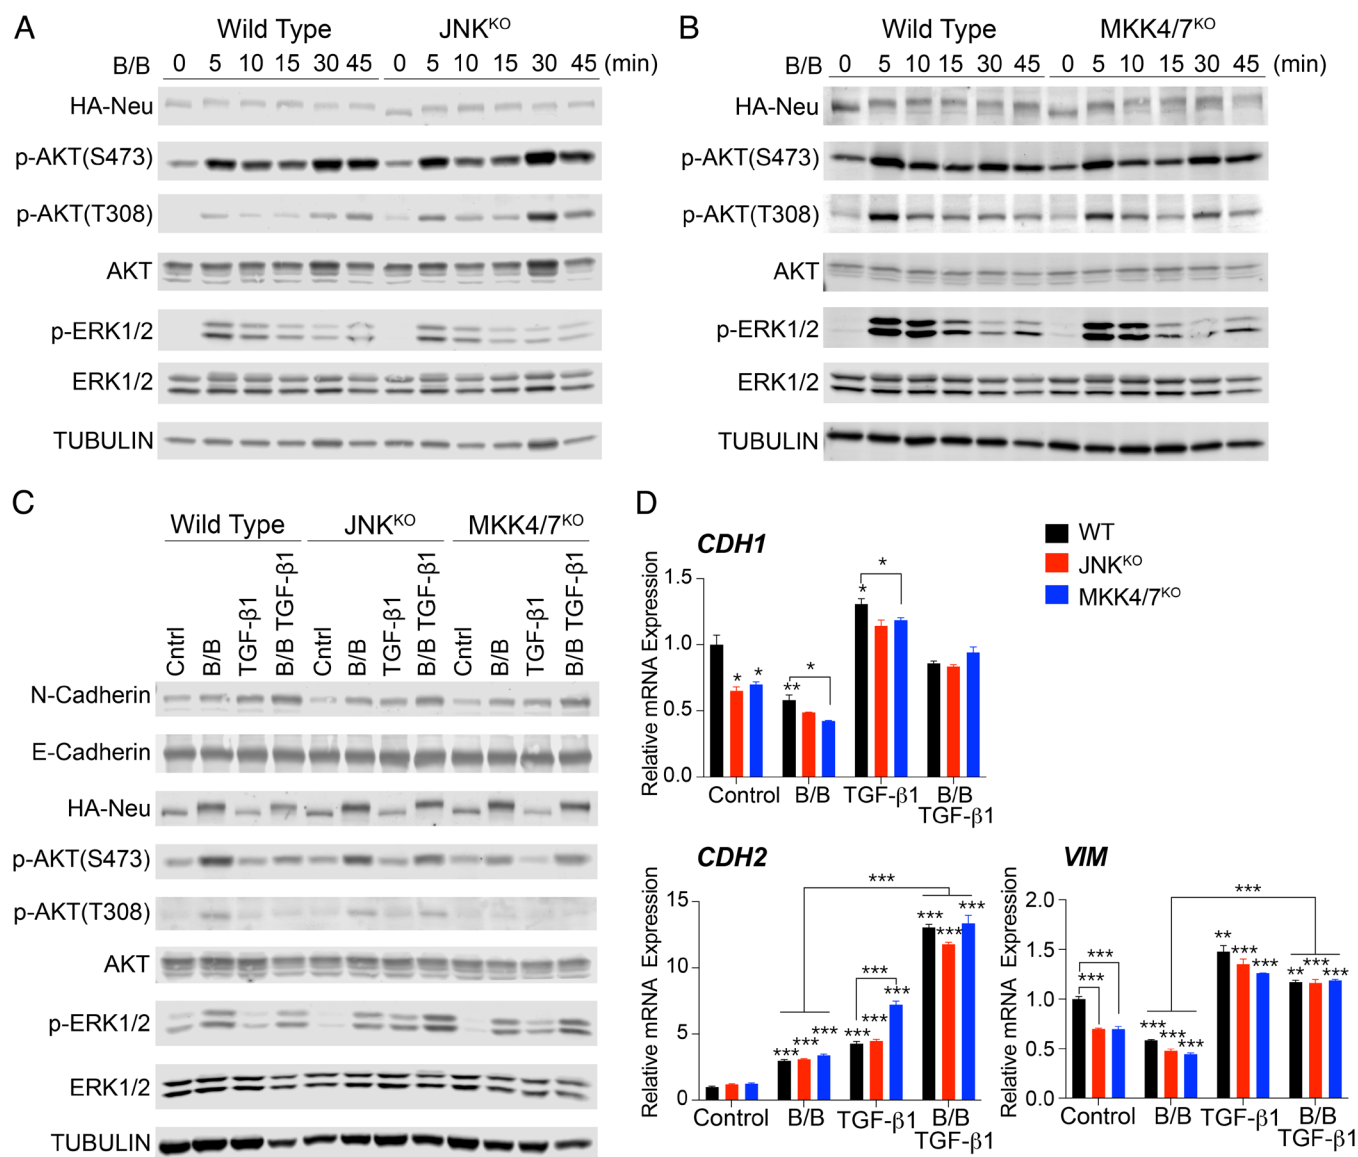 A
Wild Type JNKKO
B/B 0 5 10 15 30 45 0 5 10 15 30 45 (min)
HA-Neu
p-AKT(S473)
p-AKT(T308)
AKT
p-ERK1/2
ERK1/2
TUBULIN
B
Wild Type MKK4/7KO
B/B 0 5 10 15 30 45 0 5 10 15 30 45 (min)
HA-Neu
p-AKT(S473)
p-AKT(T308)
AKT
p-ERK1/2
ERK1/2
TUBULIN
C
Wild Type JNKKO MKK4/7KO
Cntrl B/B TGF-β1 B/B TGF-β1 Cntrl B/B TGF-β1 B/B TGF-β1 Cntrl B/B TGF-β1 B/B TGF-β1
N-Cadherin
E-Cadherin
HA-Neu
p-AKT(S473)
p-AKT(T308)
AKT
p-ERK1/2
ERK1/2
TUBULIN
D
WT
JNKKO
MKK4/7KO
CDH1
Relative mRNA Expression
1.5
1.0
0.5
0.0
* * ** * * *
Control B/B TGF-β1 B/B
TGF-β1
CDH2
Relative mRNA Expression
15
10
5
0
***
*** *** ***
***
*** *** ***
*** *** ***
Control B/B TGF-β1 B/B
TGF-β1
VIM
Relative mRNA Expression
2.0
1.5
1.0
0.5
0.0
***
*** ***
*** *** ***
** *** ***
** *** ***
Control B/B TGF-β1 B/B
TGF-β1